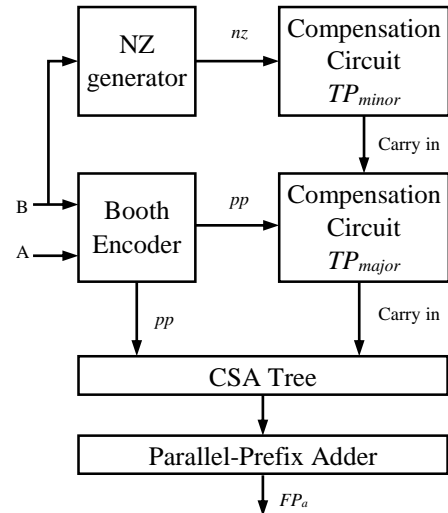 NZ
generator
nz
Compensation
Circuit
TPminor
Carry in
B
A
Booth
Encoder
pp
Compensation
Circuit
TPmajor
pp
Carry in
CSA Tree
Parallel-Prefix Adder
FPa